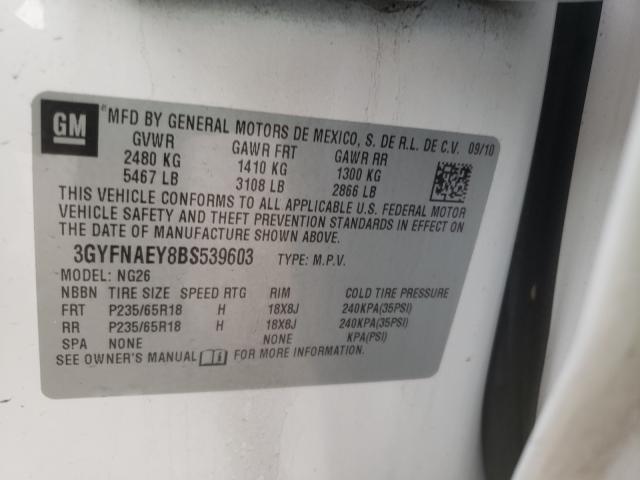 GM
MFD BY GENERAL MOTORS DE MEXICO, S. DE R.L. DE C.V. 09/10
GVWR GAWR FRT GAWR RR
2480 KG 1410 KG 1300 KG
5467 LB 3108 LB 2866 LB
THIS VEHICLE CONFORMS TO ALL APPLICABLE U.S. FEDERAL MOTOR
VEHICLE SAFETY AND THEFT PREVENTION STANDARDS IN EFFECT ON
THE DATE OF MANUFACTURE SHOWN ABOVE.
3GYFNAEY8BS539603 TYPE: M.P.V.
MODEL: NG26
NBBN TIRE SIZE SPEED RTG RIM COLD TIRE PRESSURE
FRT P235/65R18 H 18X8J 240KPA(35PSI)
RR P235/65R18 H 18X8J 240KPA(35PSI)
SPA NONE NONE KPA(PSI)
SEE OWNER'S MANUAL FOR MORE INFORMATION.